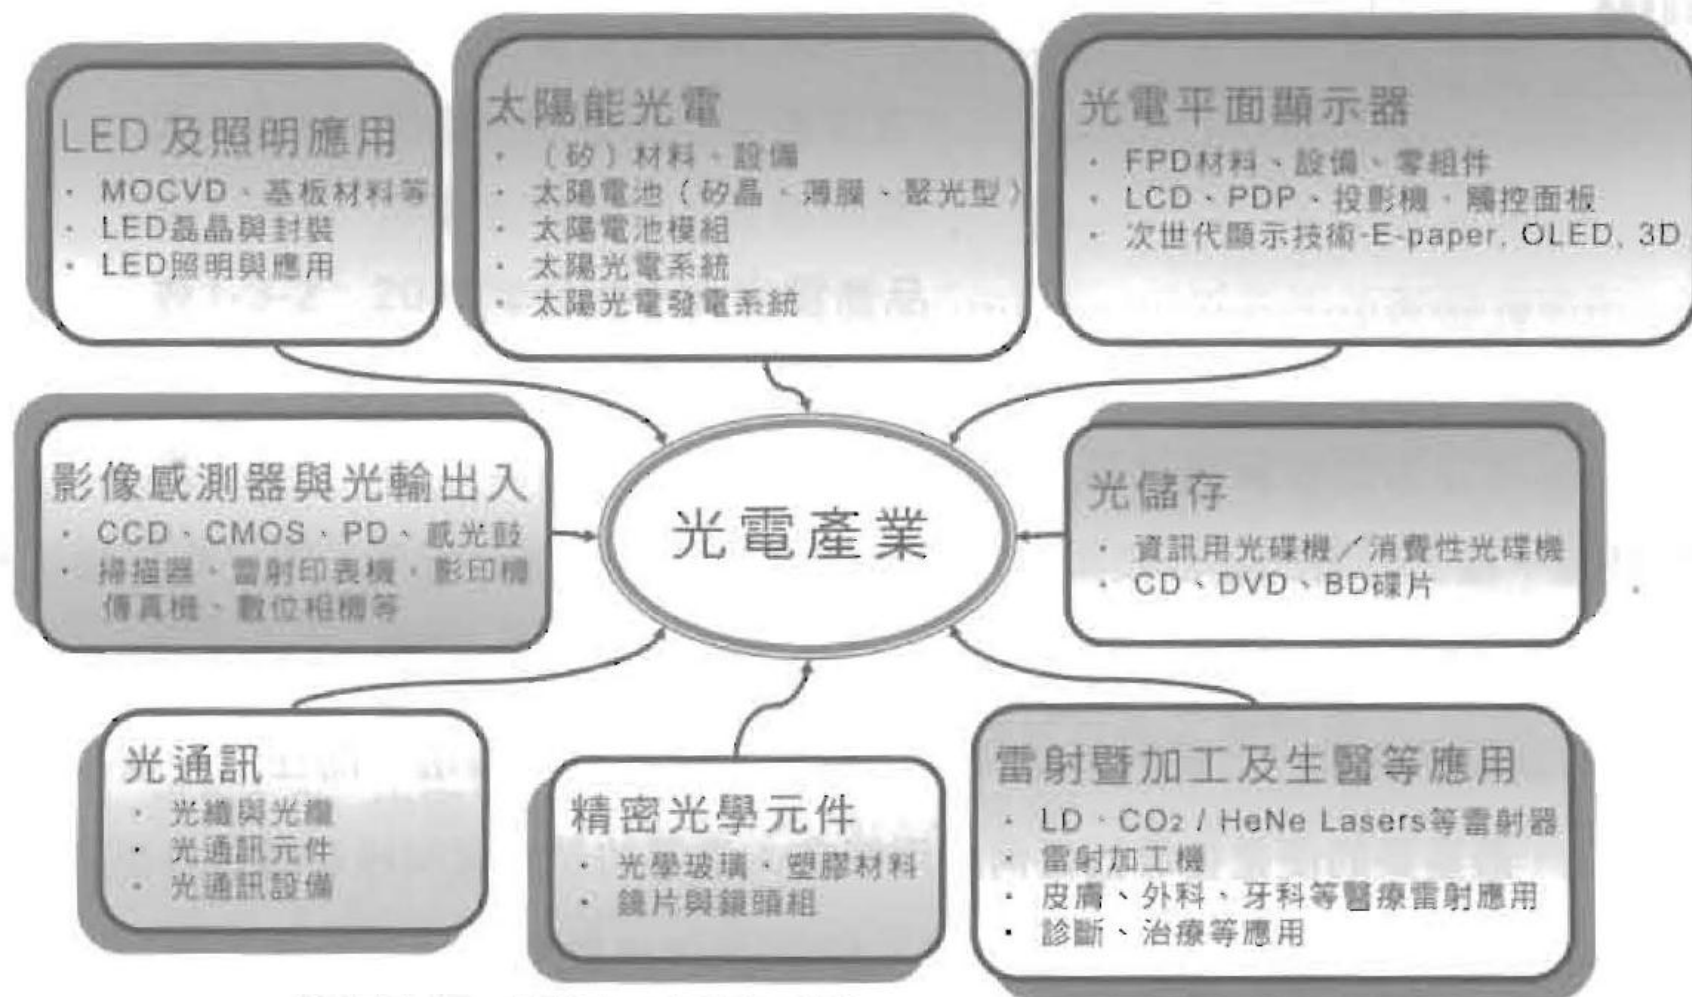 LED 及照明應用
· MOCVD、基板材料等
· LED磊晶與封裝
· LED照明與應用
太陽能光電
· （矽）材料、設備
· 太陽電池（矽晶、薄膜、聚光型）
· 太陽電池模組
· 太陽光電系統
· 太陽光電發電系統
光電平面顯示器
· FPD材料、設備、零組件
· LCD、PDP、投影機、觸控面板
· 次世代顯示技術-E-paper, OLED, 3D
影像感測器與光輸出入
· CCD、CMOS、PD、感光鼓
· 掃描器、雷射印表機、影印機
傳真機、數位相機等
光電產業
光儲存
· 資訊用光碟機／消費性光碟機
· CD、DVD、BD碟片
光通訊
· 光纖與光纜
· 光通訊元件
· 光通訊設備
精密光學元件
· 光學玻璃、塑膠材料
· 鏡片與鏡頭組
雷射暨加工及生醫等應用
· LD、CO2 / HeNe Lasers等雷射器
· 雷射加工機
· 皮膚、外科、牙科等醫療雷射應用
· 診斷、治療等應用